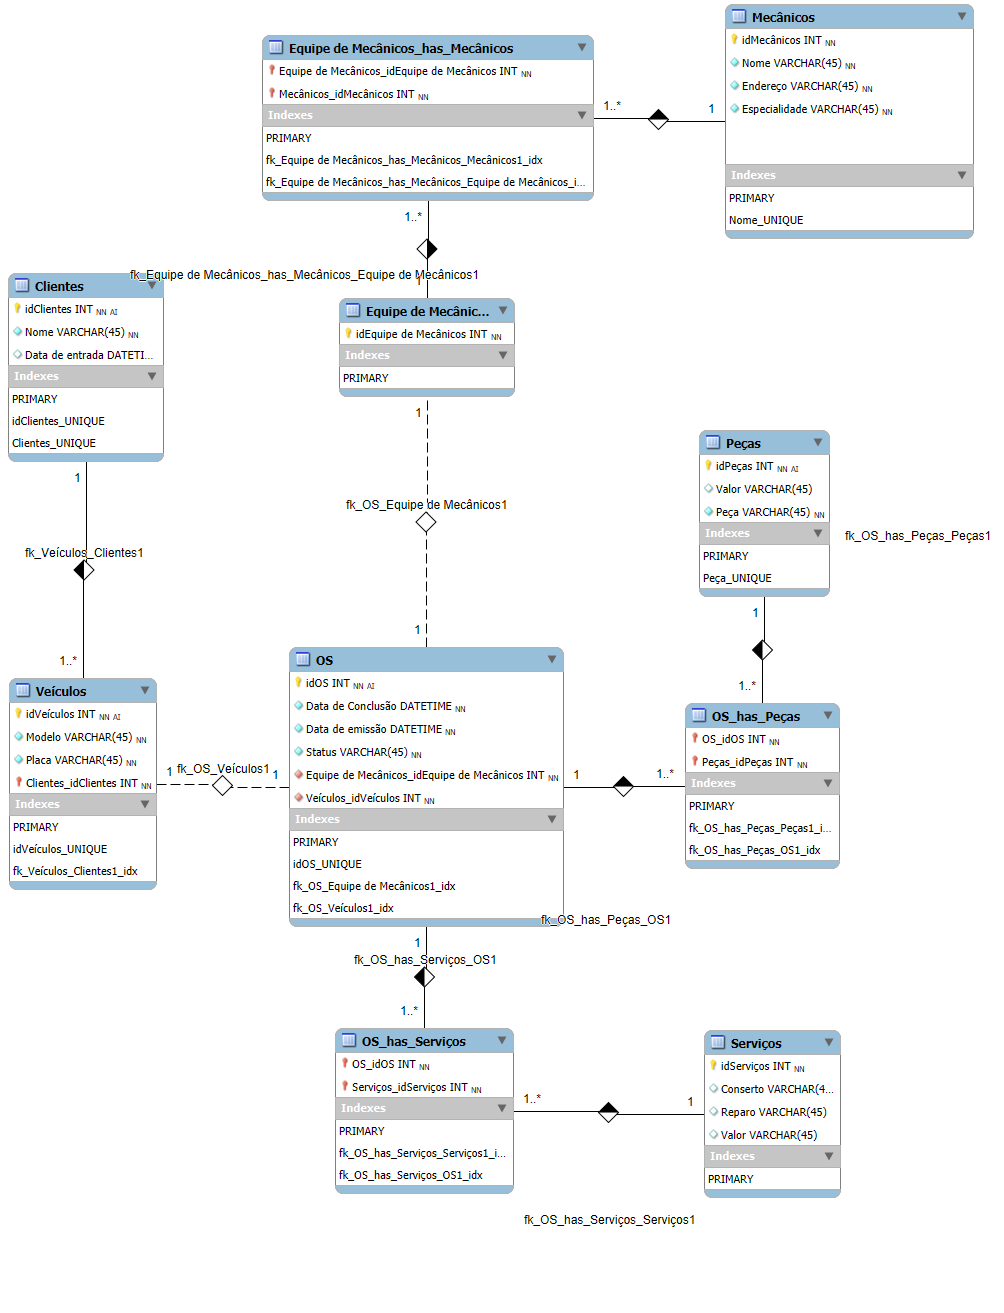 Mecânicos
idMecânicos INT NN
Nome VARCHAR(45) NN
Endereço VARCHAR(45) NN
Especialidade VARCHAR(45) NN
Indexes
PRIMARY
Nome_UNIQUE
Equipe de Mecânicos_has_Mecânicos
Equipe de Mecânicos_idEquipe de Mecânicos INT NN
Mecânicos_idMecânicos INT NN
Indexes
PRIMARY
fk_Equipe de Mecânicos_has_Mecânicos_Mecânicos1_idx
fk_Equipe de Mecânicos_has_Mecânicos_Equipe de Mecânicos_i...
1..*
1
1..*
fk_Equipe de Mecânicos_has_Mecânicos_Equipe de Mecânicos1
1
Clientes
idClientes INT NN AI
Nome VARCHAR(45) NN
Data de entrada DATETI...
Indexes
PRIMARY
idClientes_UNIQUE
Clientes_UNIQUE
Equipe de Mecânic...
idEquipe de Mecânicos INT NN
Indexes
PRIMARY
1
fk_OS_Equipe de Mecânicos1
1
Peças
idPeças INT NN AI
Valor VARCHAR(45)
Peça VARCHAR(45) NN
Indexes
PRIMARY
Peça_UNIQUE
fk_OS_has_Peças_Peças1
1
1..*
1
fk_Veículos_Clientes1
1..*
Veículos
idVeículos INT NN AI
Modelo VARCHAR(45) NN
Placa VARCHAR(45) NN
Clientes_idClientes INT NN
Indexes
PRIMARY
idVeículos_UNIQUE
fk_Veículos_Clientes1_idx
1
fk_OS_Veículos1
1
OS
idOS INT NN AI
Data de Conclusão DATETIME NN
Data de emissão DATETIME NN
Status VARCHAR(45) NN
Equipe de Mecânicos_idEquipe de Mecânicos INT NN
Veículos_idVeículos INT NN
Indexes
PRIMARY
idOS_UNIQUE
fk_OS_Equipe de Mecânicos1_idx
fk_OS_Veículos1_idx
1
1..*
OS_has_Peças
OS_idOS INT NN
Peças_idPeças INT NN
Indexes
PRIMARY
fk_OS_has_Peças_Peças1_i...
fk_OS_has_Peças_OS1_idx
fk_OS_has_Peças_OS1
1
fk_OS_has_Serviços_OS1
1..*
OS_has_Serviços
OS_idOS INT NN
Serviços_idServiços INT NN
Indexes
PRIMARY
fk_OS_has_Serviços_Serviços1_i...
fk_OS_has_Serviços_OS1_idx
1..*
1
Serviços
idServiços INT NN
Conserto VARCHAR(4...
Reparo VARCHAR(45)
Valor VARCHAR(45)
Indexes
PRIMARY
fk_OS_has_Serviços_Serviços1